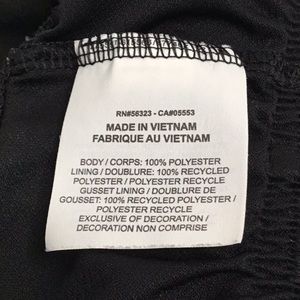 RN#56323 - CA#05553
MADE IN VIETNAM
FABRIQUE AU VIETNAM
BODY / CORPS: 100% POLYESTER
LINING / DOUBLURE: 100% RECYCLED
POLYESTER / POLYESTER RECYCLE
GUSSET LINING / DOUBLURE DE
GOUSSET: 100% RECYCLED POLYESTER /
POLYESTER RECYCLE
EXCLUSIVE OF DECORATION /
DECORATION NON COMPRISE